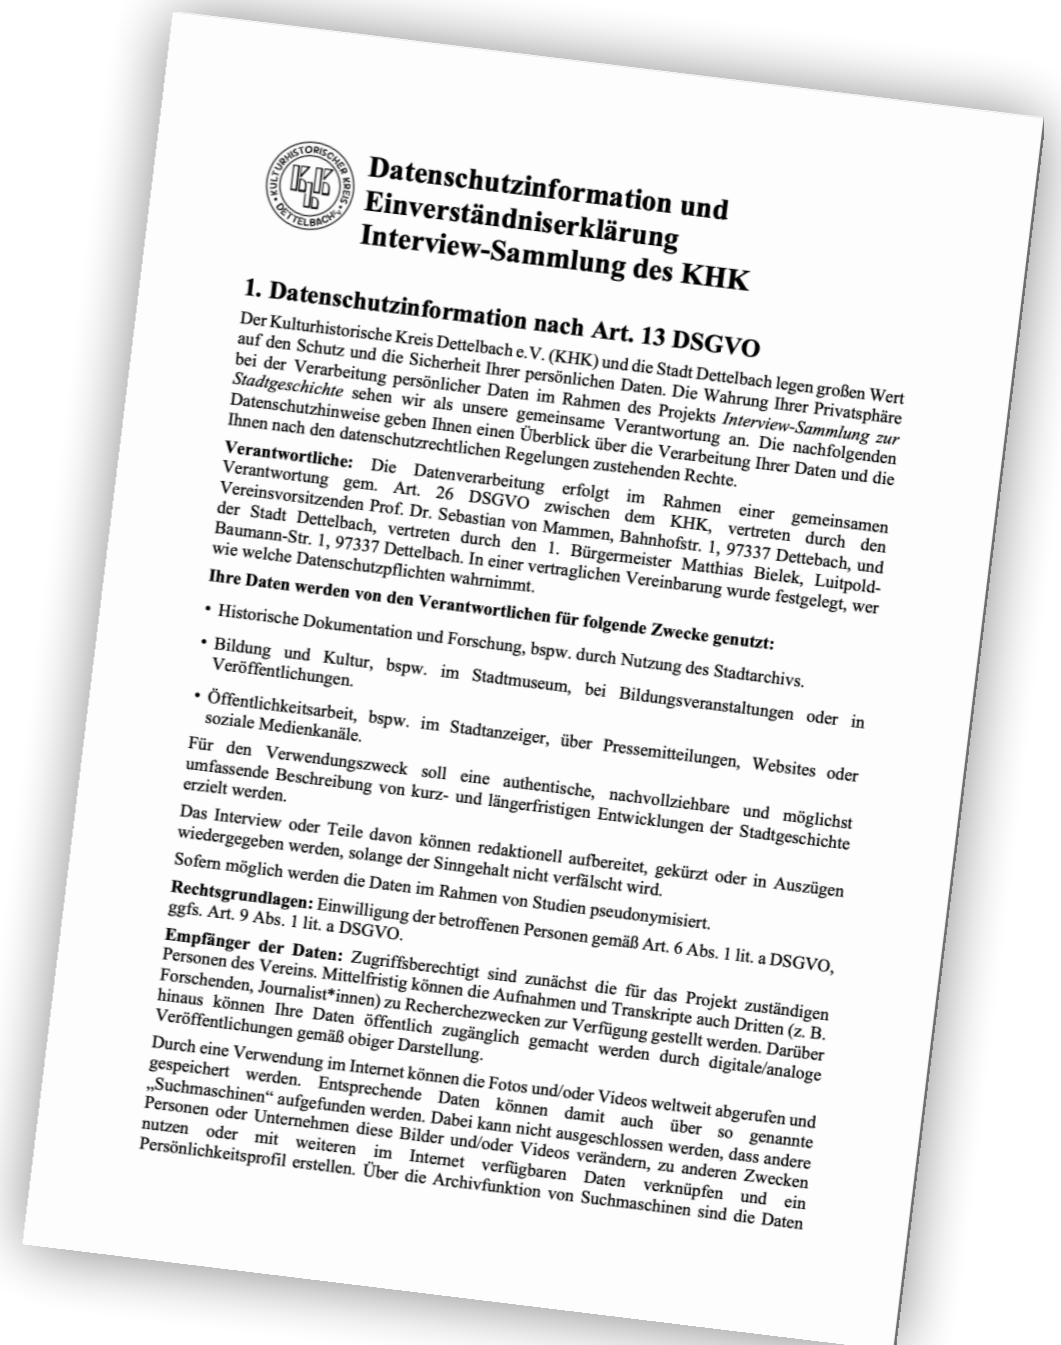 KULTURHISTORISCHER KREIS
KHK
DETTELBACH e.V.
Datenschutzinformation und
Einverständniserklärung
Interview-Sammlung des KHK
1. Datenschutzinformation nach Art. 13 DSGVO
Der Kulturhistorische Kreis Dettelbach e.V. (KHK) und die Stadt Dettelbach legen großen Wert
auf den Schutz und die Sicherheit Ihrer persönlichen Daten. Die Wahrung Ihrer Privatsphäre
bei der Verarbeitung persönlicher Daten im Rahmen des Projekts Interview-Sammlung zur
Stadtgeschichte sehen wir als unsere gemeinsame Verantwortung an. Die nachfolgenden
Datenschutzhinweise geben Ihnen einen Überblick über die Verarbeitung Ihrer Daten und die
Ihnen nach den datenschutzrechtlichen Regelungen zustehenden Rechte.
Verantwortliche: Die Datenverarbeitung erfolgt im Rahmen einer gemeinsamen
Verantwortung gem. Art. 26 DSGVO zwischen dem KHK, vertreten durch den
Vereinsvorsitzenden Prof. Dr. Sebastian von Mammen, Bahnhofstr. 1, 97337 Dettebach, und
der Stadt Dettelbach, vertreten durch den 1. Bürgermeister Matthias Bielek, Luitpold-
Baumann-Str. 1, 97337 Dettelbach. In einer vertraglichen Vereinbarung wurde festgelegt, wer
wie welche Datenschutzpflichten wahrnimmt.
Ihre Daten werden von den Verantwortlichen für folgende Zwecke genutzt:
• Historische Dokumentation und Forschung, bspw. durch Nutzung des Stadtarchivs.
• Bildung und Kultur, bspw. im Stadtmuseum, bei Bildungsveranstaltungen oder in
Veröffentlichungen.
• Öffentlichkeitsarbeit, bspw. im Stadtanzeiger, über Pressemitteilungen, Websites oder
soziale Medienkanäle.
Für den Verwendungszweck soll eine authentische, nachvollziehbare und möglichst
umfassende Beschreibung von kurz- und längerfristigen Entwicklungen der Stadtgeschichte
erzielt werden.
Das Interview oder Teile davon können redaktionell aufbereitet, gekürzt oder in Auszügen
wiedergegeben werden, solange der Sinngehalt nicht verfälscht wird.
Sofern möglich werden die Daten im Rahmen von Studien pseudonymisiert.
Rechtsgrundlagen: Einwilligung der betroffenen Personen gemäß Art. 6 Abs. 1 lit. a DSGVO,
ggfs. Art. 9 Abs. 1 lit. a DSGVO.
Empfänger der Daten: Zugriffsberechtigt sind zunächst die für das Projekt zuständigen
Personen des Vereins. Mittelfristig können die Aufnahmen und Transkripte auch Dritten (z. B.
Forschenden, Journalist*innen) zu Recherchezwecken zur Verfügung gestellt werden. Darüber
hinaus können Ihre Daten öffentlich zugänglich gemacht werden durch digitale/analoge
Veröffentlichungen gemäß obiger Darstellung.
Durch eine Verwendung im Internet können die Fotos und/oder Videos weltweit abgerufen und
gespeichert werden. Entsprechende Daten können damit auch über so genannte
„Suchmaschinen“ aufgefunden werden. Dabei kann nicht ausgeschlossen werden, dass andere
Personen oder Unternehmen diese Bilder und/oder Videos verändern, zu anderen Zwecken
nutzen oder mit weiteren im Internet verfügbaren Daten verknüpfen und ein
Persönlichkeitsprofil erstellen. Über die Archivfunktion von Suchmaschinen sind die Daten